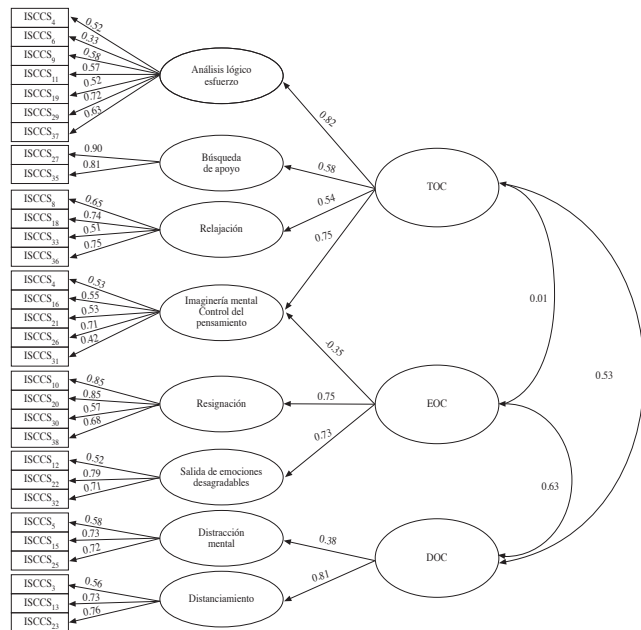 ISCCS4
ISCCS6
ISCCS9
ISCCS11
ISCCS19
ISCCS29
ISCCS37
0.52
0.33
0.58
0.57
0.52
0.72
0.63
Análisis lógico
esfuerzo
ISCCS27
ISCCS35
0.90
0.81
Búsqueda
de apoyo
ISCCS8
ISCCS18
ISCCS33
ISCCS36
0.65
0.74
0.51
0.75
Relajación
ISCCS4
ISCCS16
ISCCS21
ISCCS26
ISCCS31
0.53
0.55
0.53
0.71
0.42
Imaginería mental
Control del
pensamiento
ISCCS10
ISCCS20
ISCCS30
ISCCS38
0.85
0.85
0.57
0.68
Resignación
ISCCS12
ISCCS22
ISCCS32
0.52
0.79
0.71
Salida de emociones
desagradables
ISCCS5
ISCCS15
ISCCS25
0.58
0.73
0.72
Distracción
mental
ISCCS3
ISCCS13
ISCCS23
0.56
0.73
0.76
Distanciamiento
0.82
0.58
0.54
0.75
TOC
-0.35
0.75
0.73
EOC
0.38
0.81
DOC
0.01
0.53
0.63